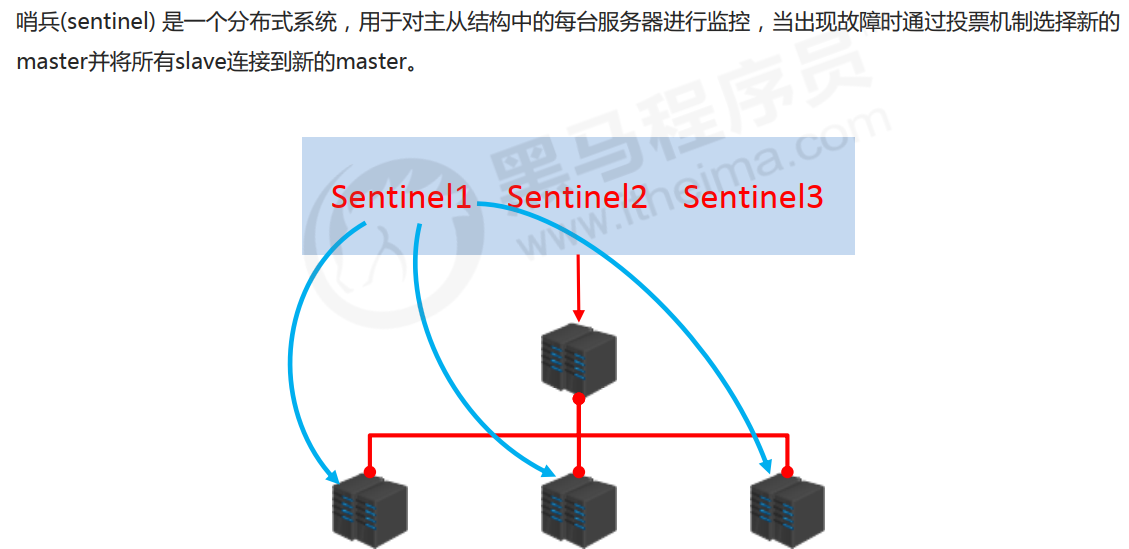 哨兵(sentinel) 是一个分布式系统，用于对主从结构中的每台服务器进行监控，当出现故障时通过投票机制选择新的
master并将所有slave连接到新的master。
黑马程序员
www.itheima.com
Sentinel1 Sentinel2 Sentinel3